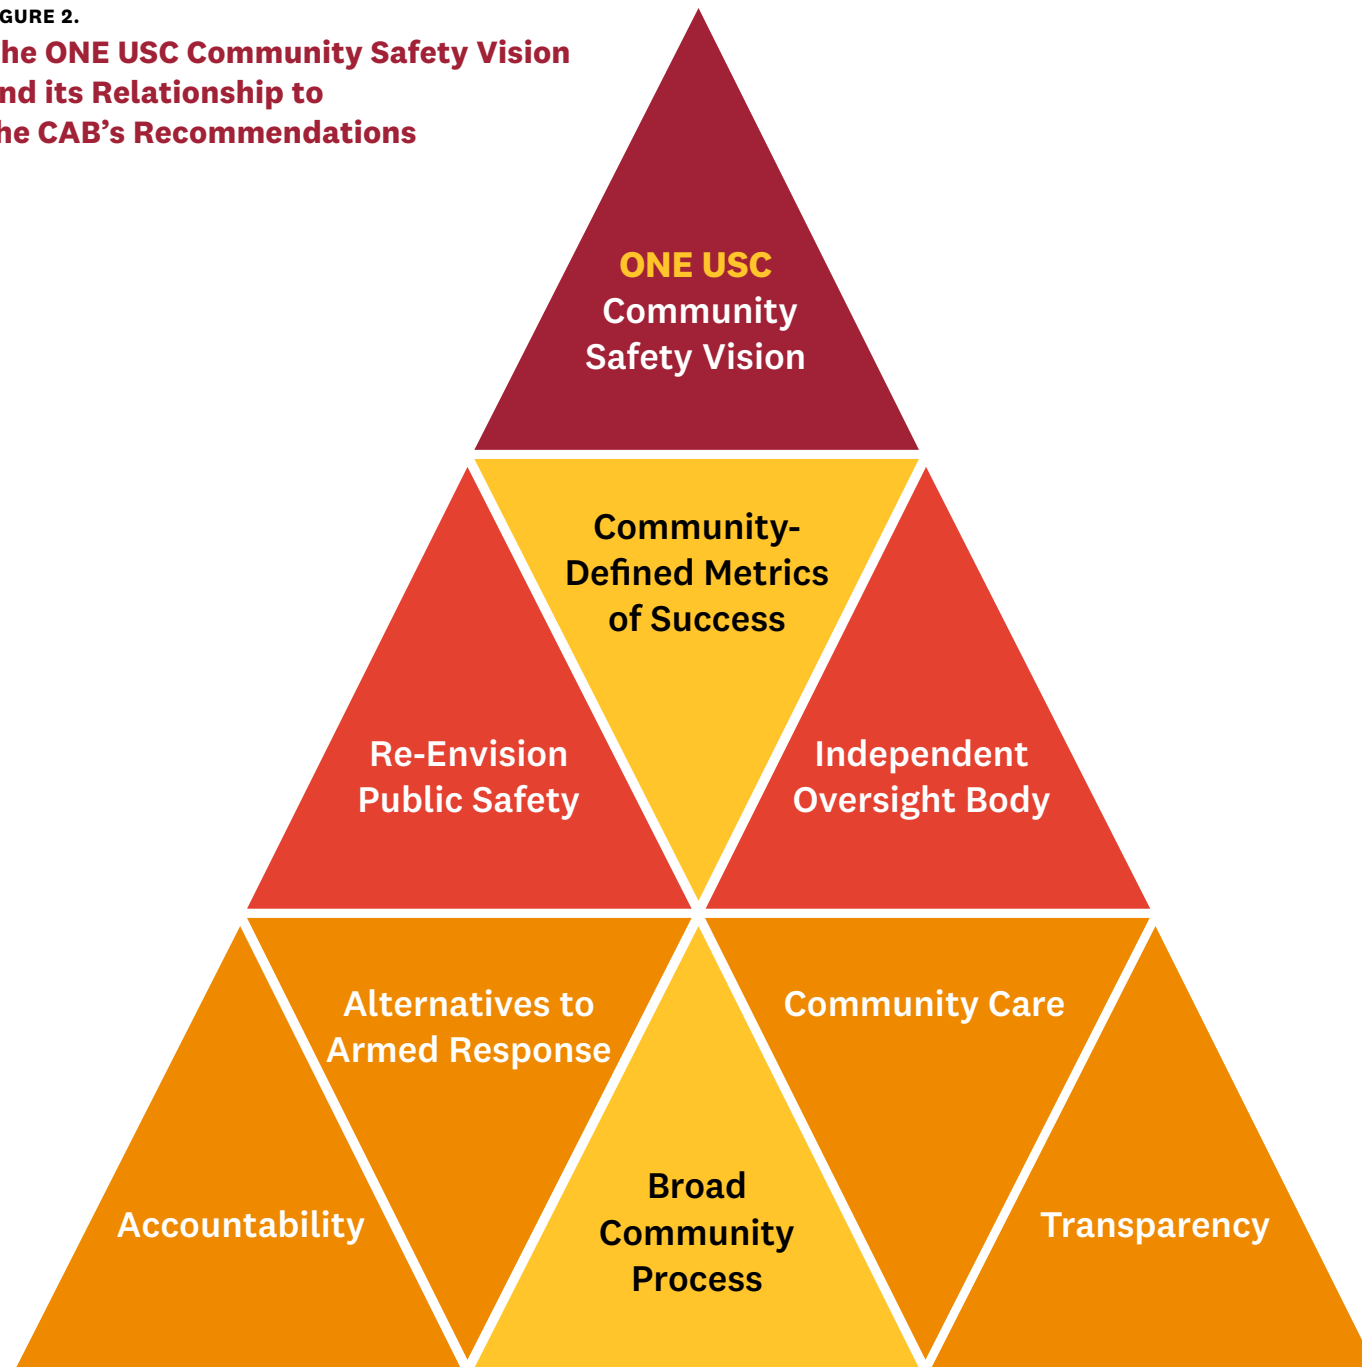 GURE 2.
he ONE USC Community Safety Vision
nd its Relationship to
he CAB’s Recommendations
ONE USC
Community
Safety Vision
Community-
Defined Metrics
of Success
Re-Envision
Public Safety
Independent
Oversight Body
Alternatives to
Armed Response
Community Care
Accountability
Broad
Community
Process
Transparency